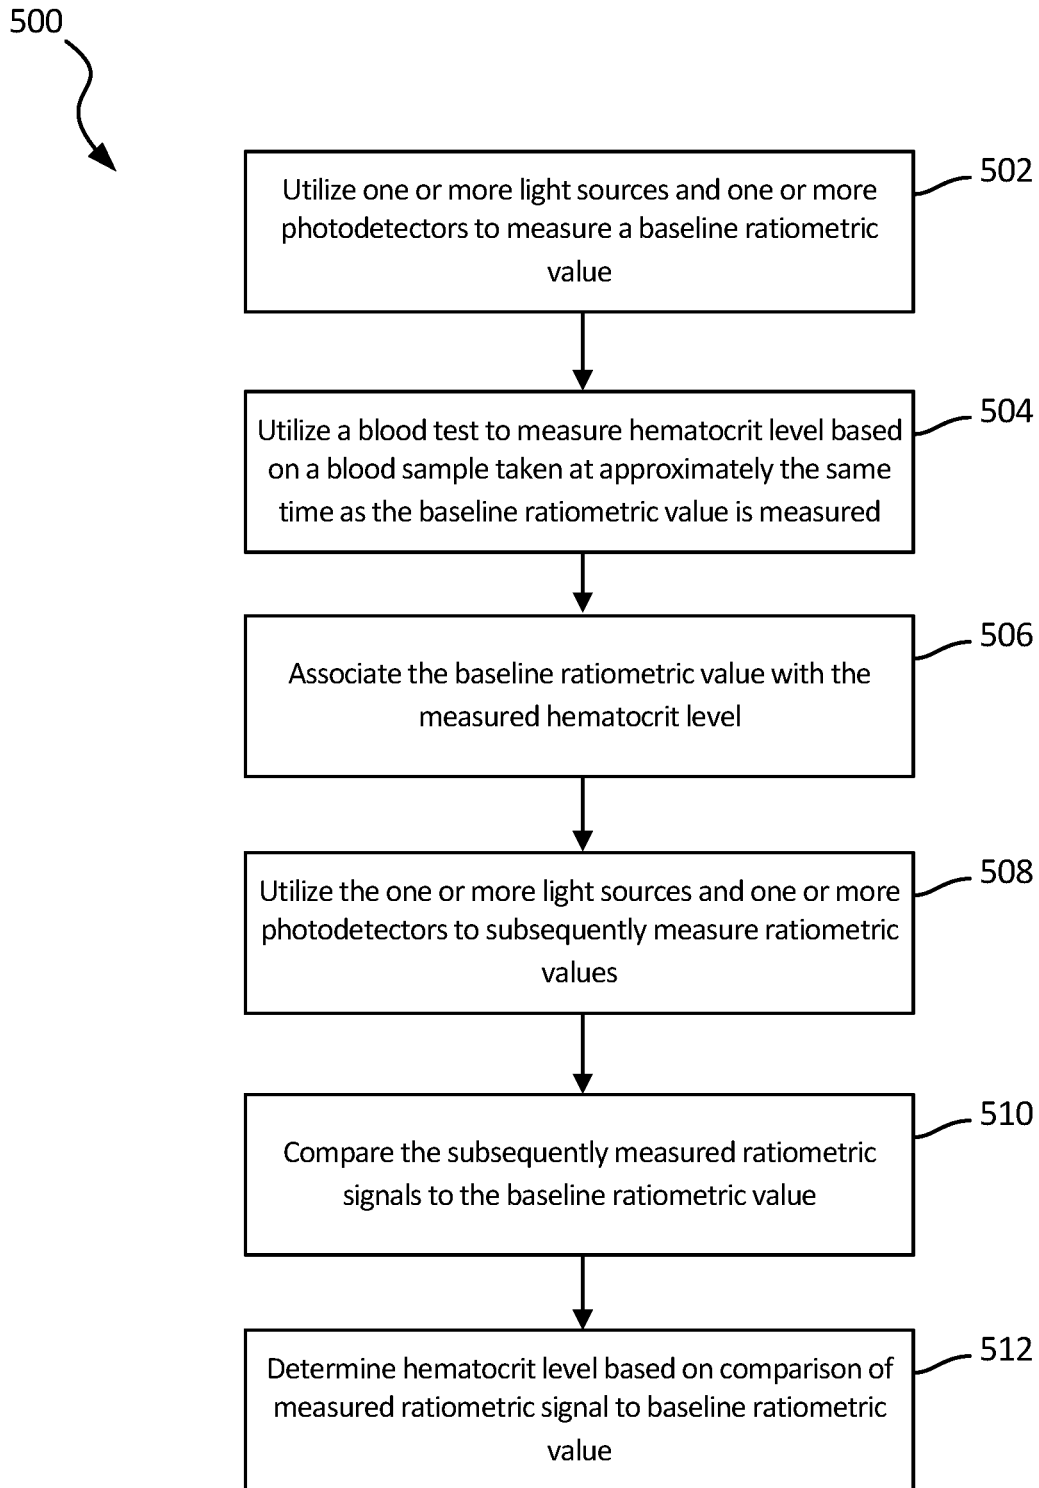 500
Utilize one or more light sources and one or more
photodetectors to measure a baseline ratiometric
value
502
Utilize a blood test to measure hematocrit level based
on a blood sample taken at approximately the same
time as the baseline ratiometric value is measured
504
Associate the baseline ratiometric value with the
measured hematocrit level
506
Utilize the one or more light sources and one or more
photodetectors to subsequently measure ratiometric
values
508
Compare the subsequently measured ratiometric
signals to the baseline ratiometric value
510
Determine hematocrit level based on comparison of
measured ratiometric signal to baseline ratiometric
value
512